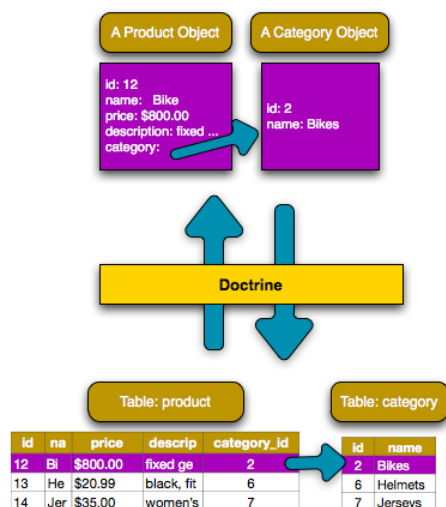 A Product Object
A Category Object
id: 12
name: Bike
price: $800.00
description: fixed ...
category:
id: 2
name: Bikes
Doctrine
Table: product
Table: category
id na price descrip category_id
12 Bi $800.00 fixed ge 2
13 He $20.99 black, fit 6
14 Jer $35.00 women's 7
id name
2 Bikes
6 Helmets
7 Jerseys